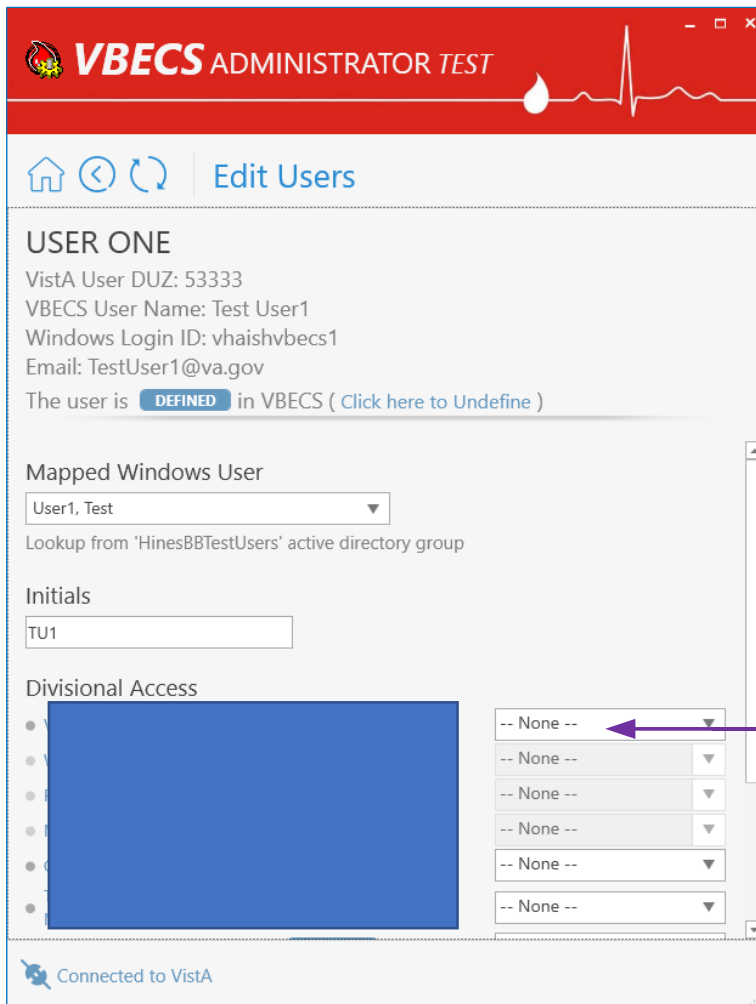 VBECS ADMINISTRATOR TEST
Edit Users
USER ONE
VistA User DUZ: 53333
VBECS User Name: Test User1
Windows Login ID: vhaishvbecs1
Email: TestUser1@va.gov
The user is DEFINED in VBECS ( Click here to Undefine )
Mapped Windows User
User1, Test
Lookup from 'HinesBBTestUsers' active directory group
Initials
TU1
Divisional Access
-- None --
-- None --
-- None --
-- None --
-- None --
-- None --
Connected to VistA